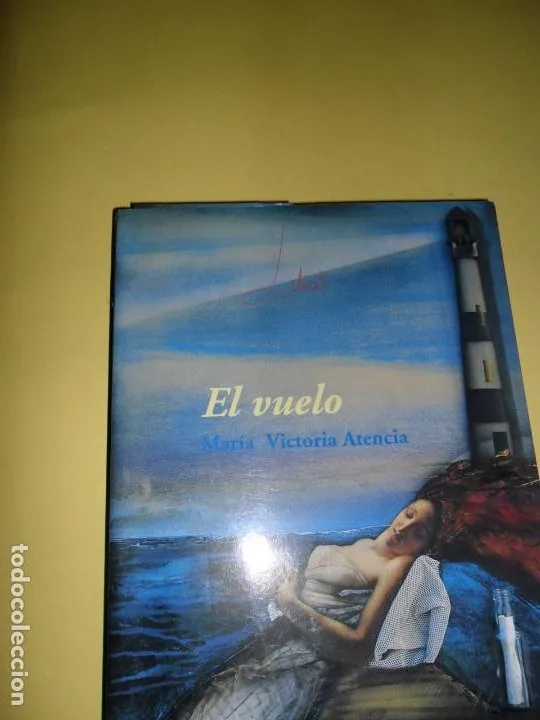 El vuelo
María Victoria Atencia
todocoleccion